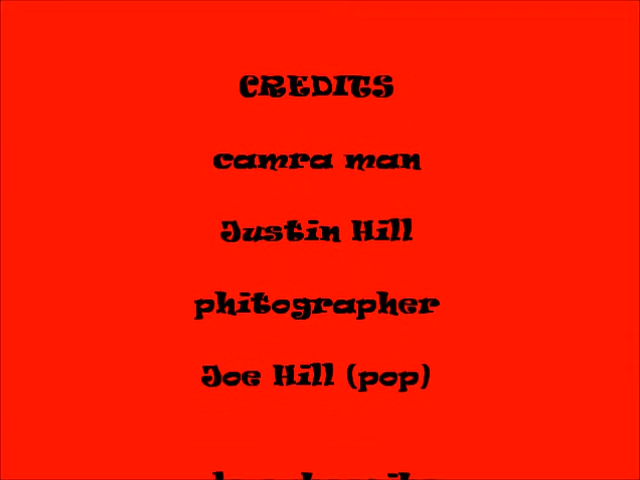 CREDITS
camra man
Justin Hill
phitographer
Joe Hill (pop)